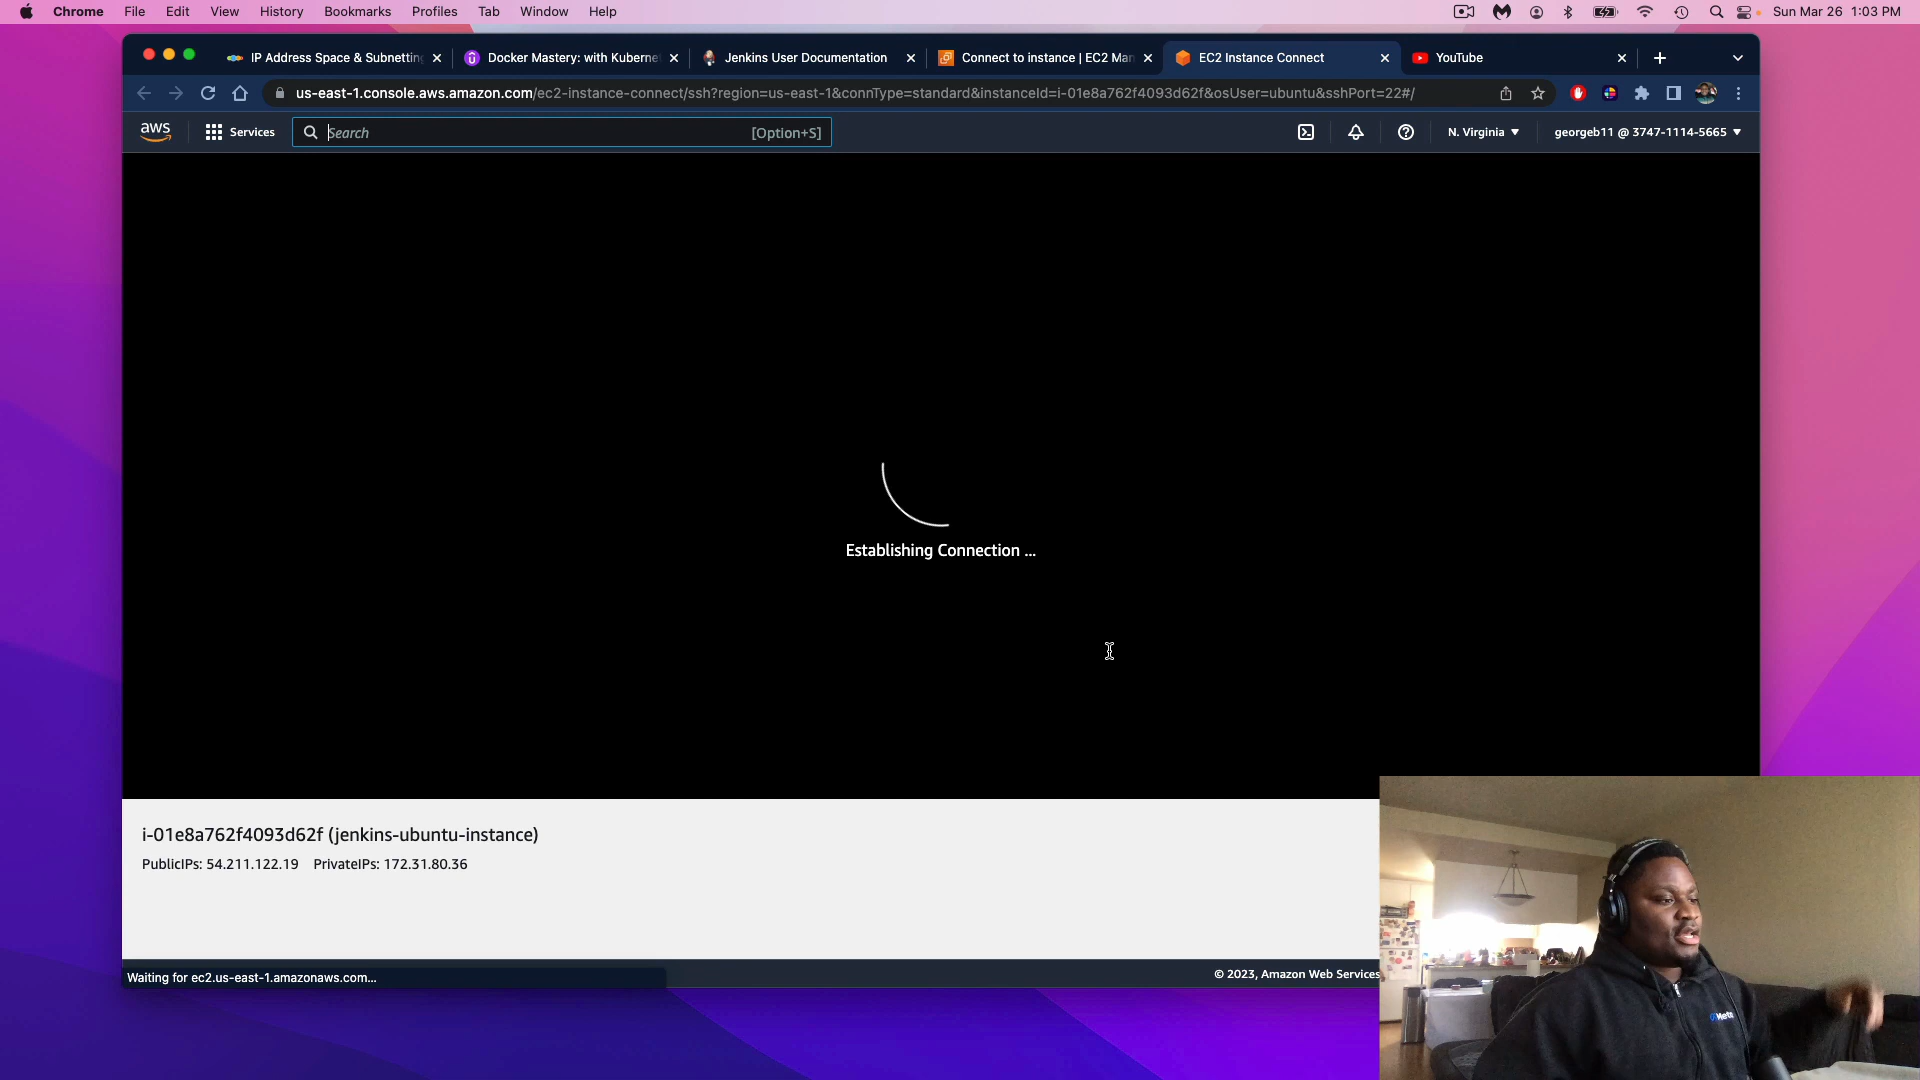 Chrome File Edit View History Bookmarks Profiles Tab Window Help Sun Mar 26 1:03 PM
IP Address Space & Subnetting Docker Mastery: with Kuberne Jenkins User Documentation Connect to instance | EC2 Man EC2 Instance Connect YouTube
us-east-1.console.aws.amazon.com/ec2-instance-connect/ssh?region=us-east-1&connType=standard&instanceId=i-01e8a762f4093d62f&osUser=ubuntu&sshPort=22#/
aws Services Search [Option+S] N. Virginia georgeb11 @ 3747-1114-5665
Establishing Connection ...
i-01e8a762f4093d62f (jenkins-ubuntu-instance)
PublicIPs: 54.211.122.19 PrivateIPs: 172.31.80.36
Waiting for ec2.us-east-1.amazonaws.com...
© 2023, Amazon Web Services
Meta